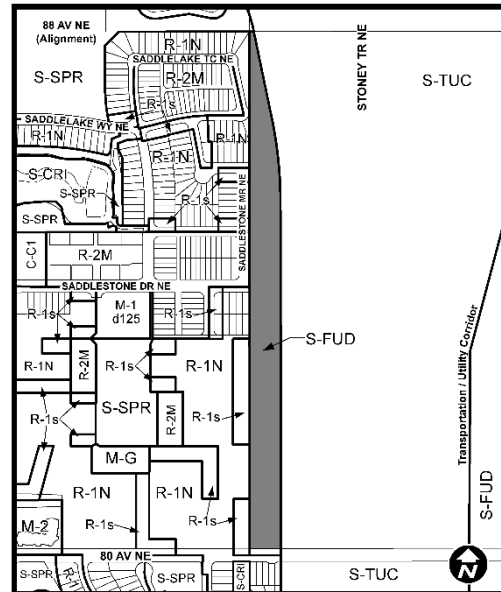 88 AV NE
(Alignment)
R-1N
SADDLELAKE TC NE
S-SPR
R-2M
R-1s
STONEY TR NE
S-TUC
SADDLELAKE WY NE
R-1N
R-1N
R-1N
S-CRI
S-SPR
R-1s
SADDLESTONE MR NE
S-SPR
C-C1
R-2M
SADDLESTONE DR NE
M-1
d125
R-1s
R-1s
S-FUD
R-1N
R-2M
R-1s
R-1N
S-SPR
R-2M
R-1s
R-1s
M-G
R-1N
R-1N
R-1s
R-1s
M-2
Transportation / Utility Corridor
S-FUD
80 AV NE
S-SPR
R-1N
S-SPR
S-CRI
S-TUC
N